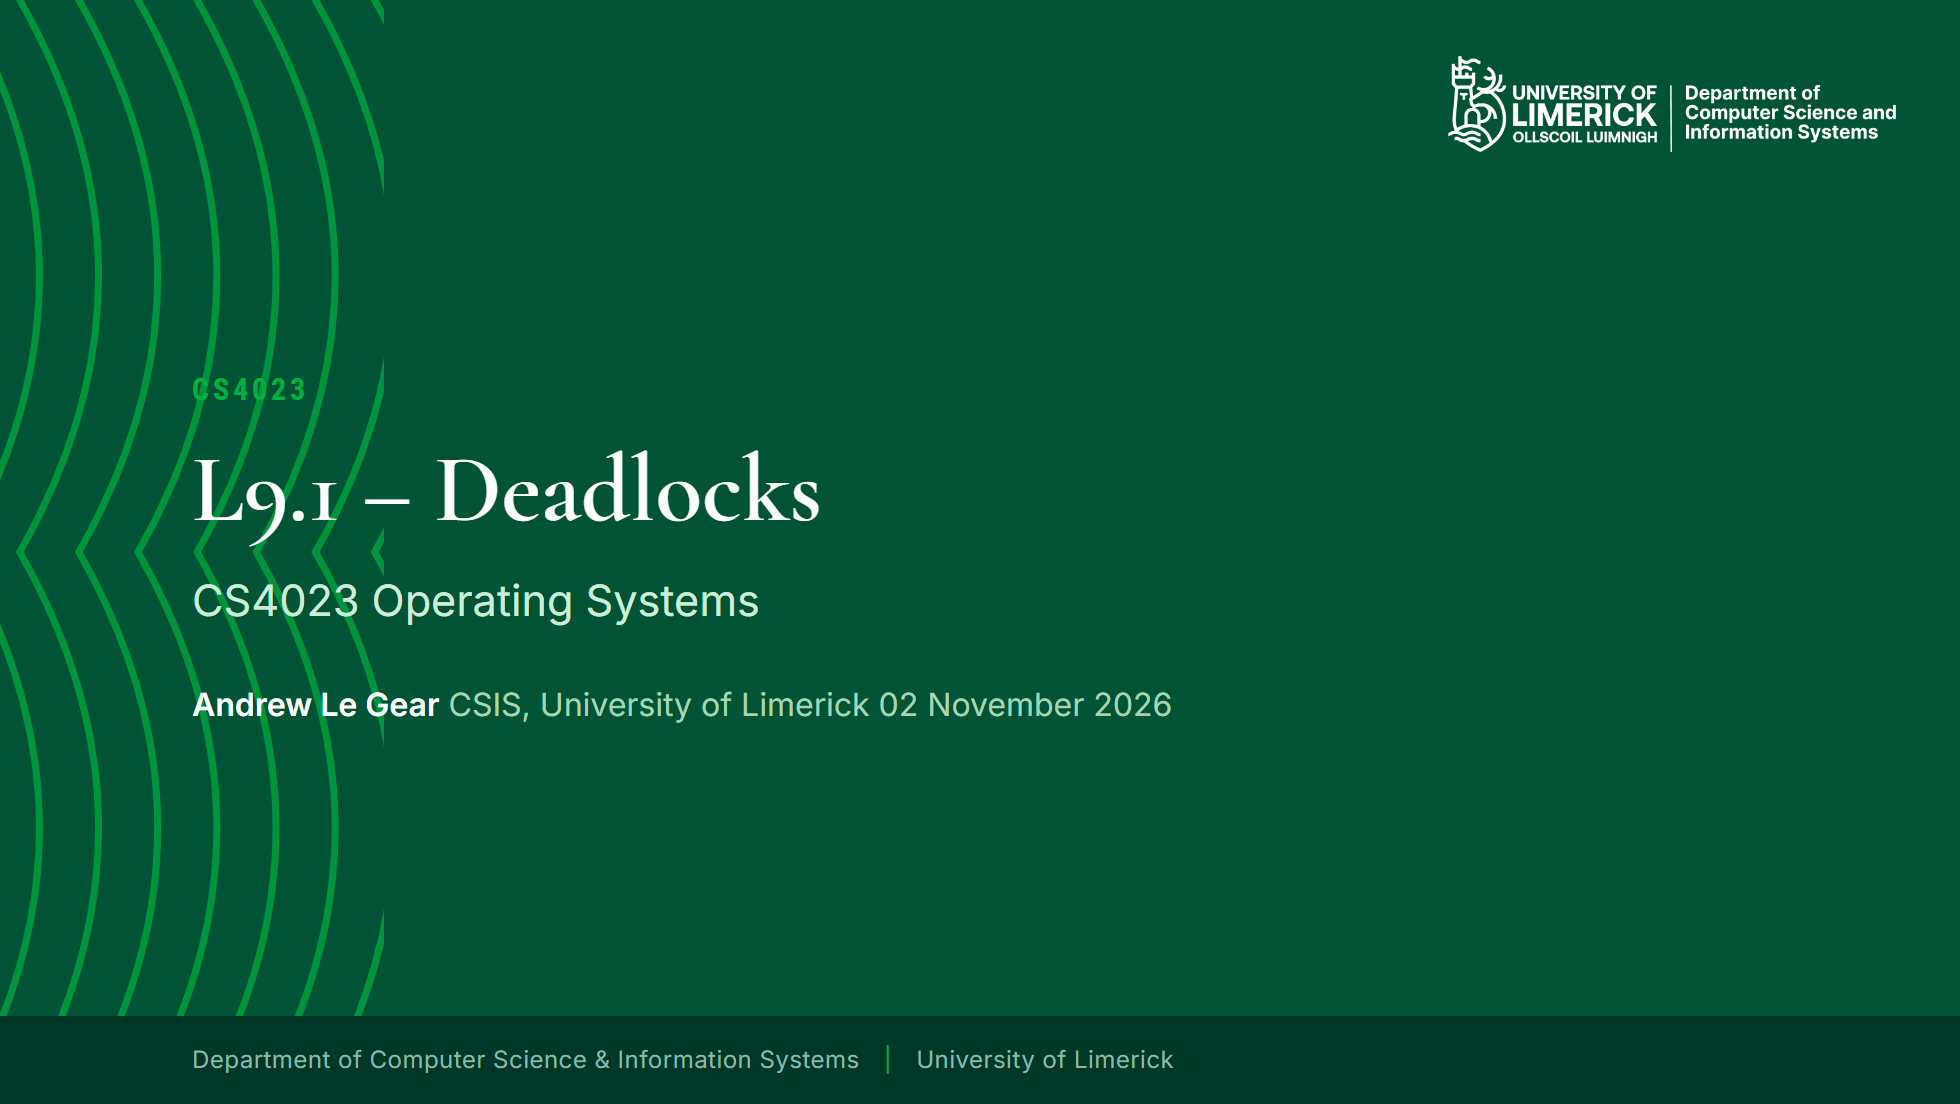 UNIVERSITY OF
LIMERICK
OLLSCOIL LUIMNIGH
Department of
Computer Science and
Information Systems
CS4023
L9.1 – Deadlocks
CS4023 Operating Systems
Andrew Le Gear CSIS, University of Limerick 02 November 2026
Department of Computer Science & Information Systems | University of Limerick